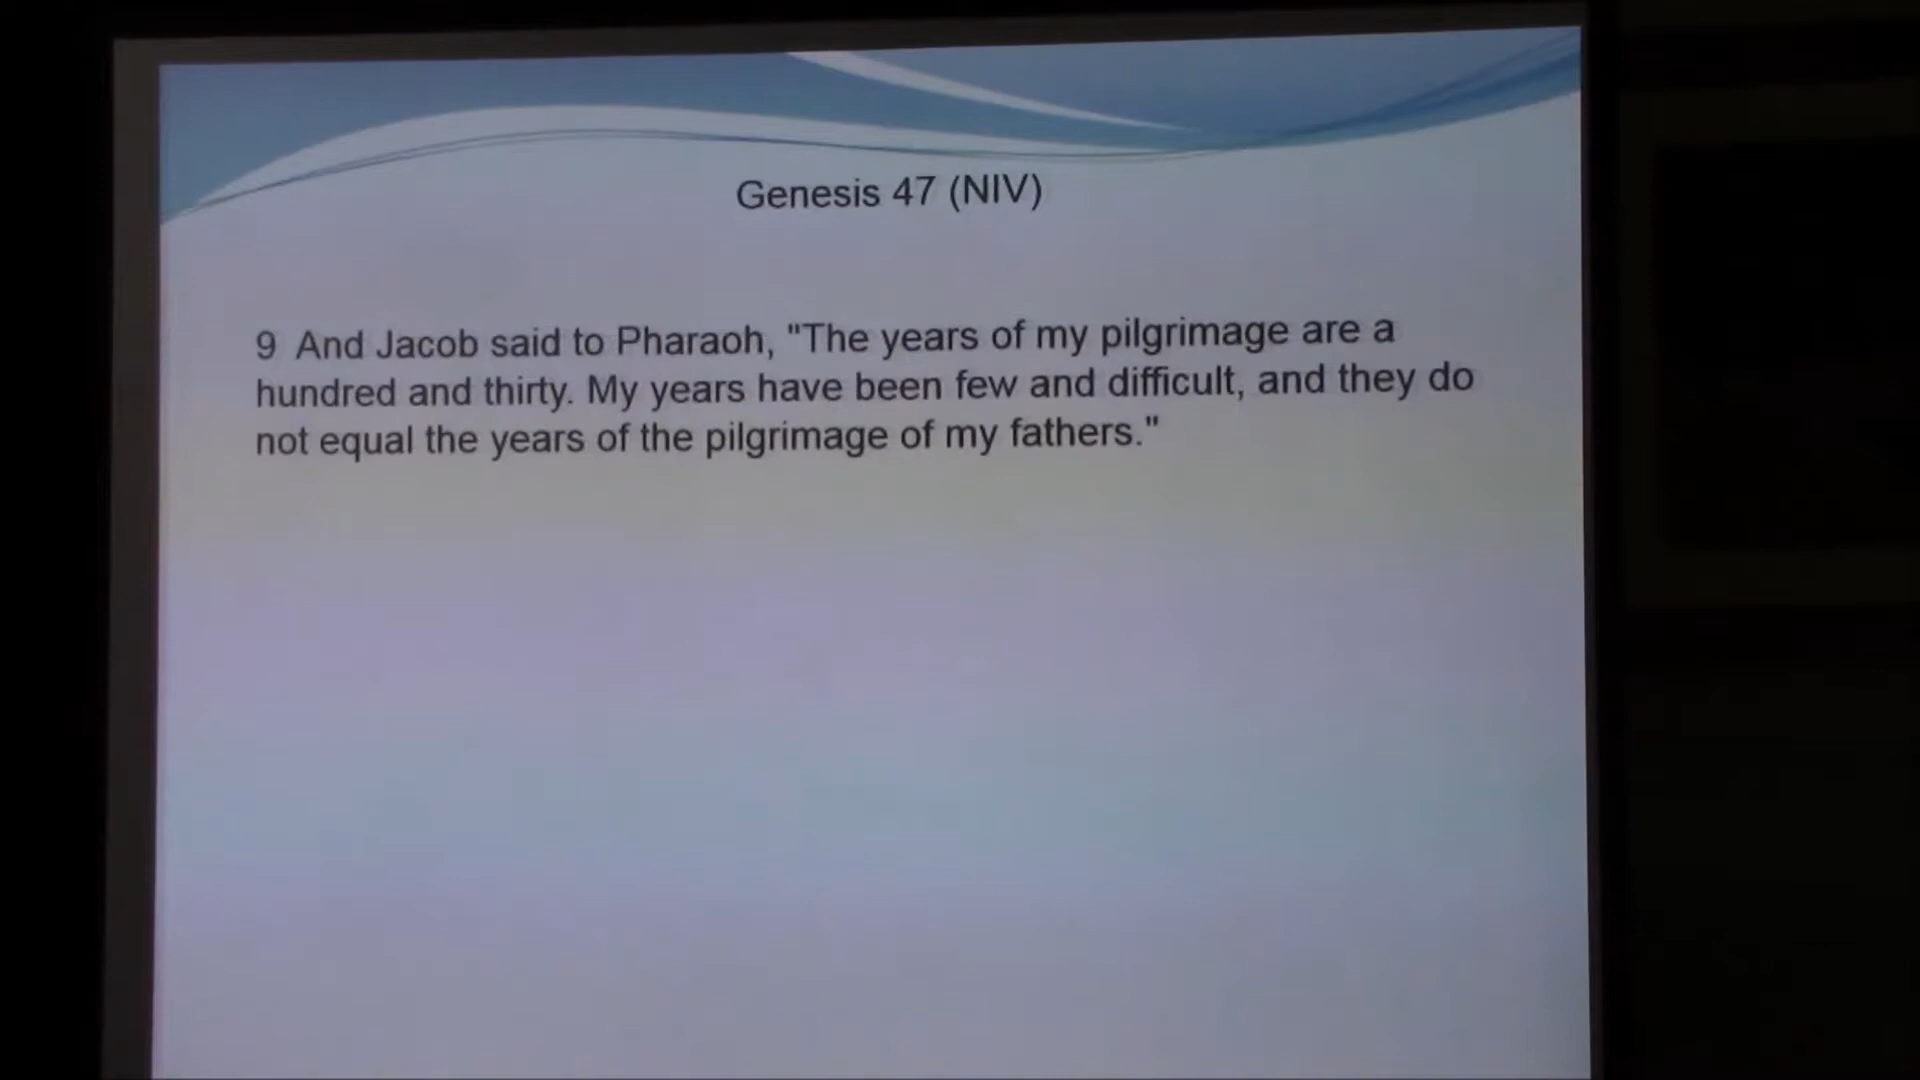 Genesis 47 (NIV)
9 And Jacob said to Pharaoh, "The years of my pilgrimage are a
hundred and thirty. My years have been few and difficult, and they do
not equal the years of the pilgrimage of my fathers."